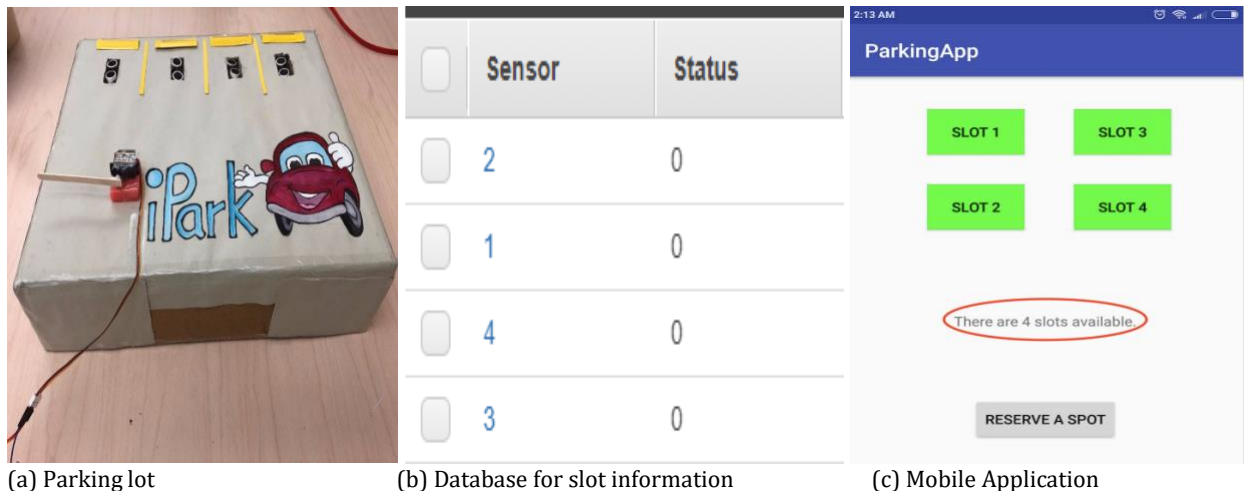 iPark
Sensor Status
2 0
1 0
4 0
3 0
2:13 AM
ParkingApp
SLOT 1 SLOT 3
SLOT 2 SLOT 4
There are 4 slots available.
RESERVE A SPOT
(a) Parking lot (b) Database for slot information (c) Mobile Application